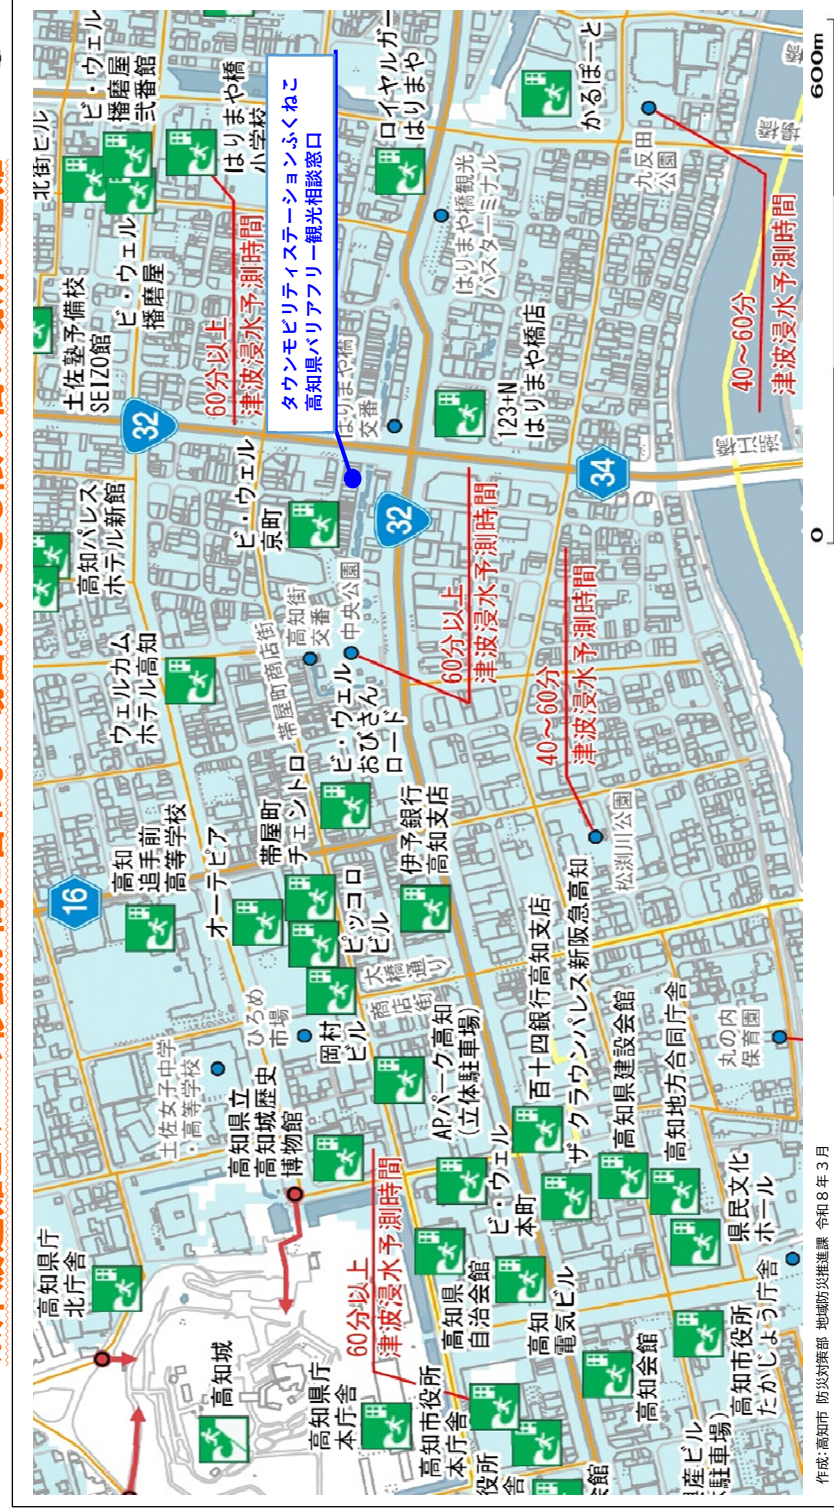 高知県庁
北庁舎
高知城
高知県庁
本庁舎
60分以上
津波浸水予測時間
高知市役所
本庁舎
高知県立
高知城歴史
博物館
土佐女子中学
・高等学校
ひろめ
市場
16
高知
追手前
高等学校
オーテピア
帯屋町
チェントロ
ピッコロ
ビル
岡村
ビル
大橋通り
商店街
APパーク高知
(立体駐車場)
高知県
自治会館
ビ・ウェル
本町
高知
電気ビル
高知会館
百十四銀行高知支店
ザ クラウンパレス新阪急高知
高知県建設会館
高知地方合同庁舎
県民文化
ホール
高知市役所
たかじょう庁舎
丸の内
保育園
伊予銀行
高知支店
ビ・ウェル
おびさん
ロード
ウェルカム
ホテル高知
高知パレス
ホテル新館
帯屋町商店街
高知街
交番
中央公園
60分以上
津波浸水予測時間
40～60分
津波浸水予測時間
松渕川公園
ビ・ウェル
京町
32
32
34
土佐塾予備校
SEIZO館
北街ビル
ビ・ウェル
播磨屋
ビ・ウェル
播磨屋
弐番館
はりまや橋
小学校
60分以上
津波浸水予測時間
タウンモビリティステーションふくねこ
高知県バリアフリー観光相談窓口
はりまや橋
交番
ロイヤルガー
はりまや
はりまや橋観光
バスターミナル
123+N
はりまや橋店
かるぽーと
九反田
公園
40～60分
津波浸水予測時間
潮江橋
0
600m
作成:高知市 防災対策部 地域防災推進課 令和８年３月